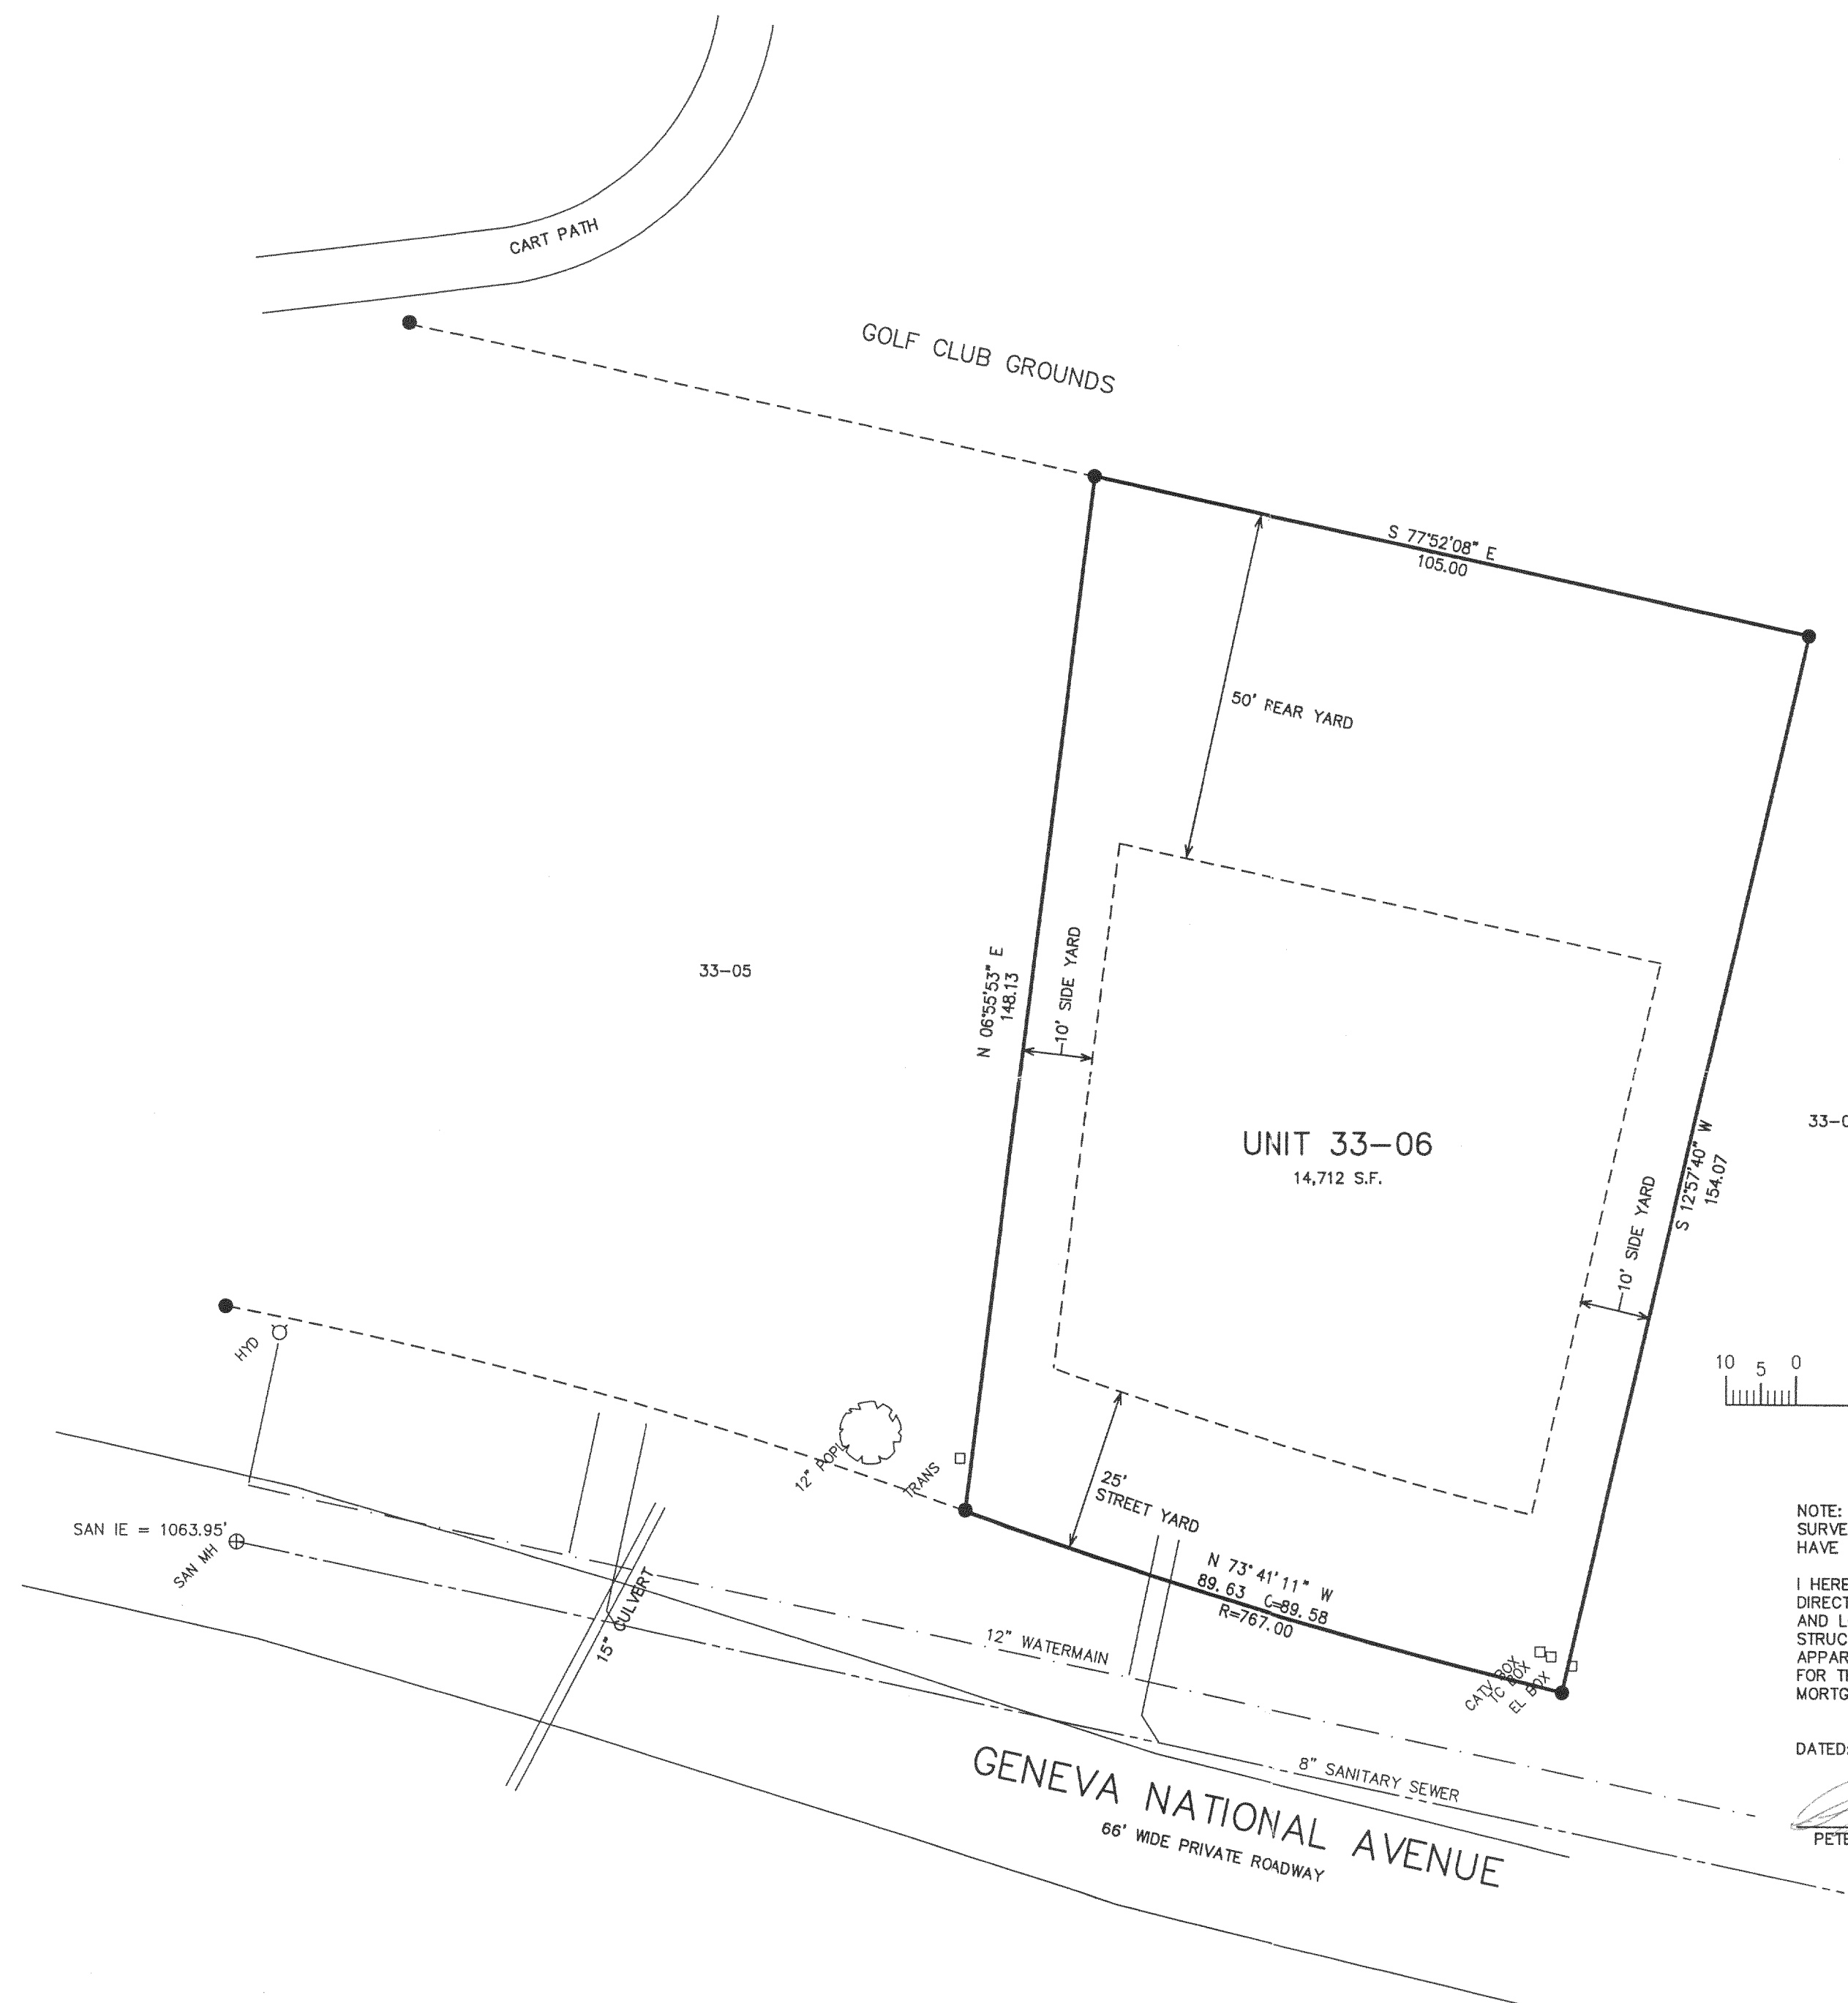 CART PATH
GOLF CLUB GROUNDS
S 77°52'08" E
105.00
50' REAR YARD
N 06°55'53" E
148.13
10' SIDE YARD
33-05
UNIT 33-06
14,712 S.F.
33-0
S 12°57'40" W
154.07
10' SIDE YARD
HYD
10 5 0
12" POPL
TRANS
25'
STREET YARD
SAN IE = 1063.95'
SAN MH
15" CULVERT
N 73°41'11" W
89.63 C=89.58
R=767.00
12" WATERMAIN
CATV BOX
TC BOX
EL BOX
8" SANITARY SEWER
GENEVA NATIONAL AVENUE
66' WIDE PRIVATE ROADWAY
NOTE:
SURVE
HAVE
I HERE
DIRECT
AND L
STRUC
APPAR
FOR TH
MORTG
DATED:
PETE